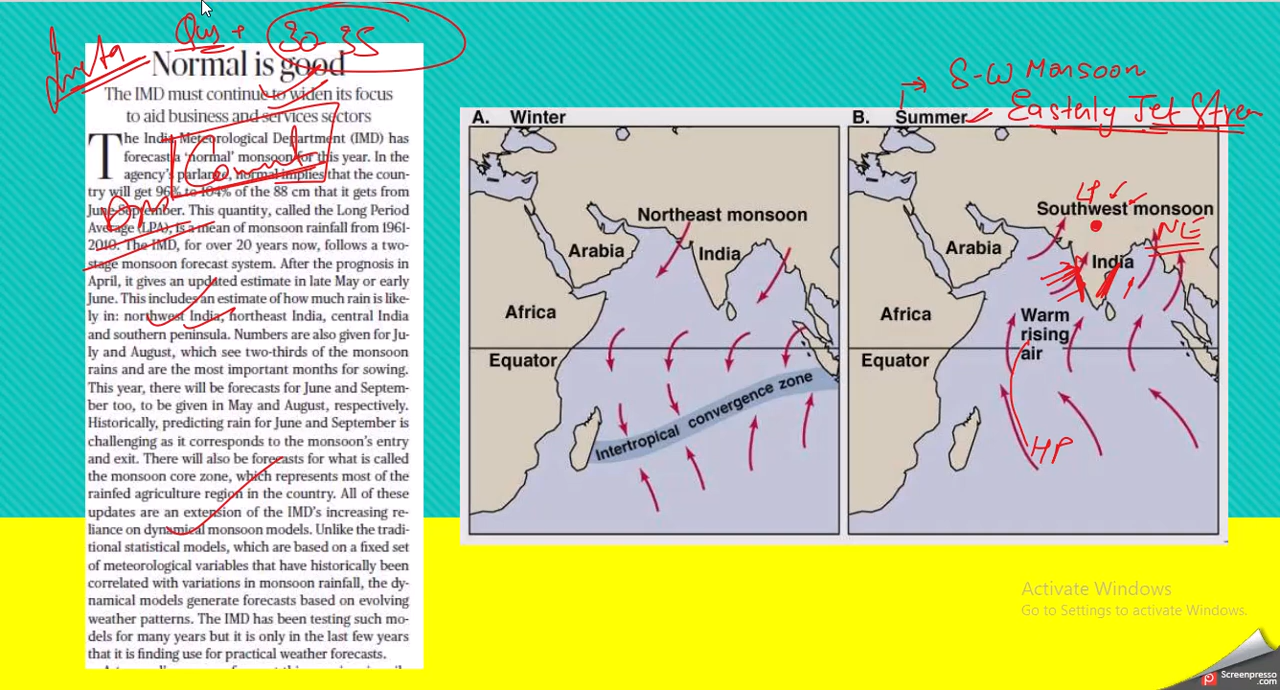 Insta
Qus + 30-35
Normal is good
The IMD must continue to widen its focus
to aid business and services sectors
The India Meteorological Department (IMD) has
forecast a ‘normal’ monsoon for this year. In the
agency’s parlance, normal implies that the coun-
try will get 96% to 104% of the 88 cm that it gets from
June-September. This quantity, called the Long Period
Average (LPA), is a mean of monsoon rainfall from 1961-
2010. The IMD, for over 20 years now, follows a two-
stage monsoon forecast system. After the prognosis in
April, it gives an updated estimate in late May or early
June. This includes an estimate of how much rain is like-
ly in: northwest India, northeast India, central India
and southern peninsula. Numbers are also given for Ju-
ly and August, which see two-thirds of the monsoon
rains and are the most important months for sowing.
This year, there will be forecasts for June and Septem-
ber too, to be given in May and August, respectively.
Historically, predicting rain for June and September is
challenging as it corresponds to the monsoon’s entry
and exit. There will also be forecasts for what is called
the monsoon core zone, which represents most of the
rainfed agriculture region in the country. All of these
updates are an extension of the IMD’s increasing re-
liance on dynamical monsoon models. Unlike the tradi-
tional statistical models, which are based on a fixed set
of meteorological variables that have historically been
correlated with variations in monsoon rainfall, the dy-
namical models generate forecasts based on evolving
weather patterns. The IMD has been testing such mo-
dels for many years but it is only in the last few years
that it is finding use for practical weather forecasts.
Comment
S-W Monsoon
Easterly Jet Stream
A. Winter
Northeast monsoon
Arabia
India
Africa
Equator
Intertropical convergence zone
B. Summer
LP
Southwest monsoon
NE
Arabia
India
Africa
Warm
rising
air
Equator
HP
Activate Windows
Go to Settings to activate Windows.
Screenpresso
.com